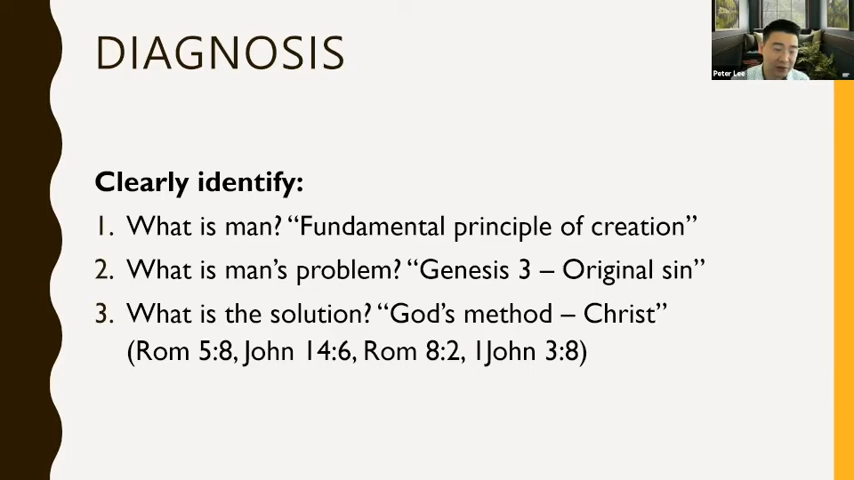 DIAGNOSIS
Peter Lee
Clearly identify:
1. What is man? “Fundamental principle of creation”
2. What is man’s problem? “Genesis 3 – Original sin”
3. What is the solution? “God’s method – Christ”
(Rom 5:8, John 14:6, Rom 8:2, 1John 3:8)